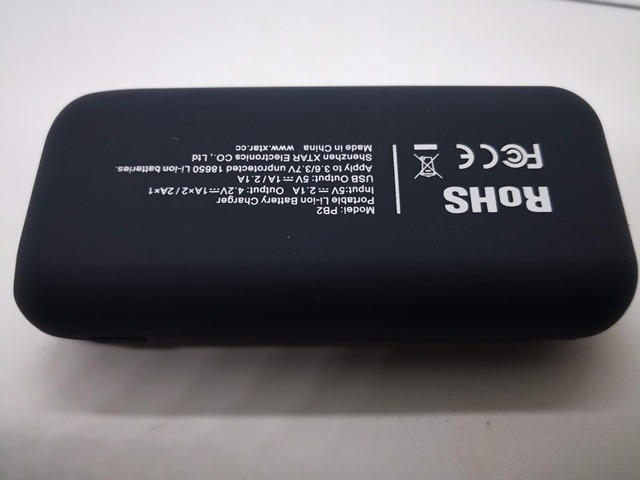 Model: PB2
Portable Li-ion Battery Charger
Input:5V⎓2.1A Output: 4.2V⎓1A×2 / 2A×1
USB Output: 5V⎓1A / 2.1A
Apply to 3.6/3.7V unprotected 18650 Li-ion batteries.
Shenzhen XTAR Electronics CO., Ltd
Made in China www.xtar.cc
RoHS
FC CE